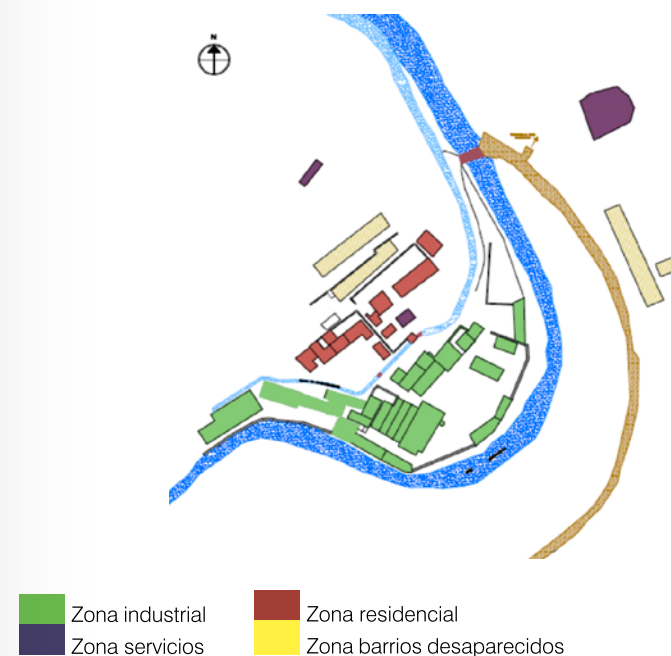 N
Zona industrial
Zona residencial
Zona servicios
Zona barrios desaparecidos